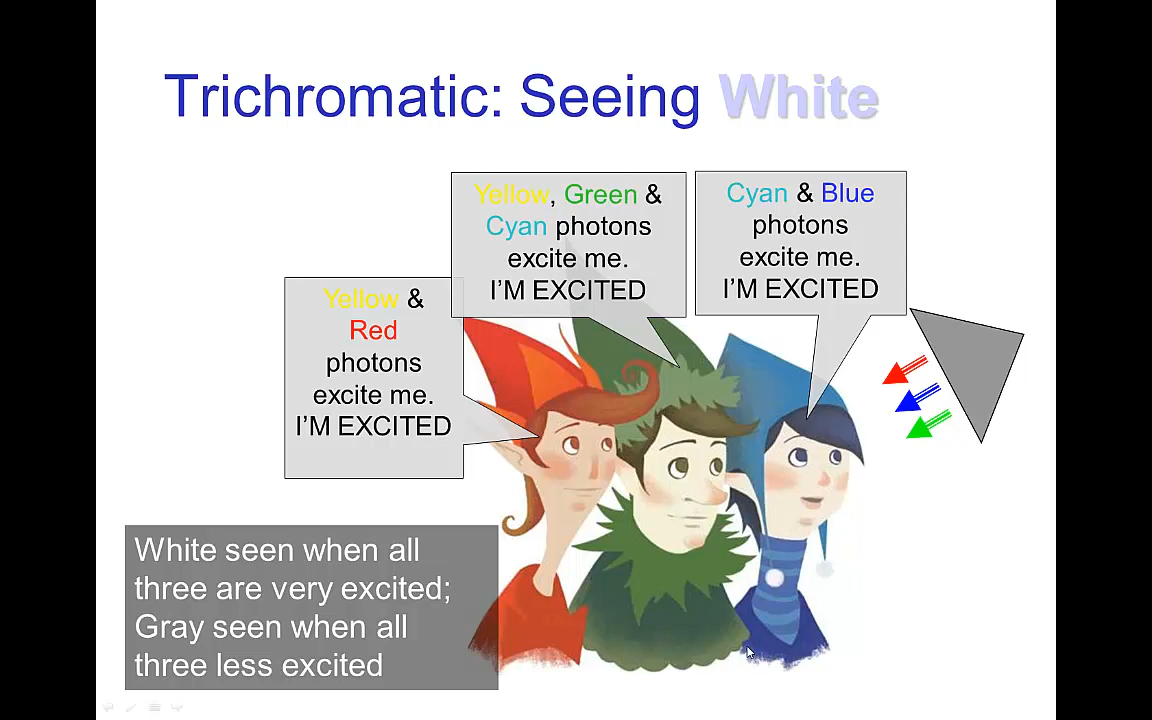 Trichromatic: Seeing White
Yellow, Green &
Cyan photons
excite me.
I'M EXCITED
Cyan & Blue
photons
excite me.
I'M EXCITED
Yellow &
Red
photons
excite me.
I'M EXCITED
White seen when all
three are very excited;
Gray seen when all
three less excited